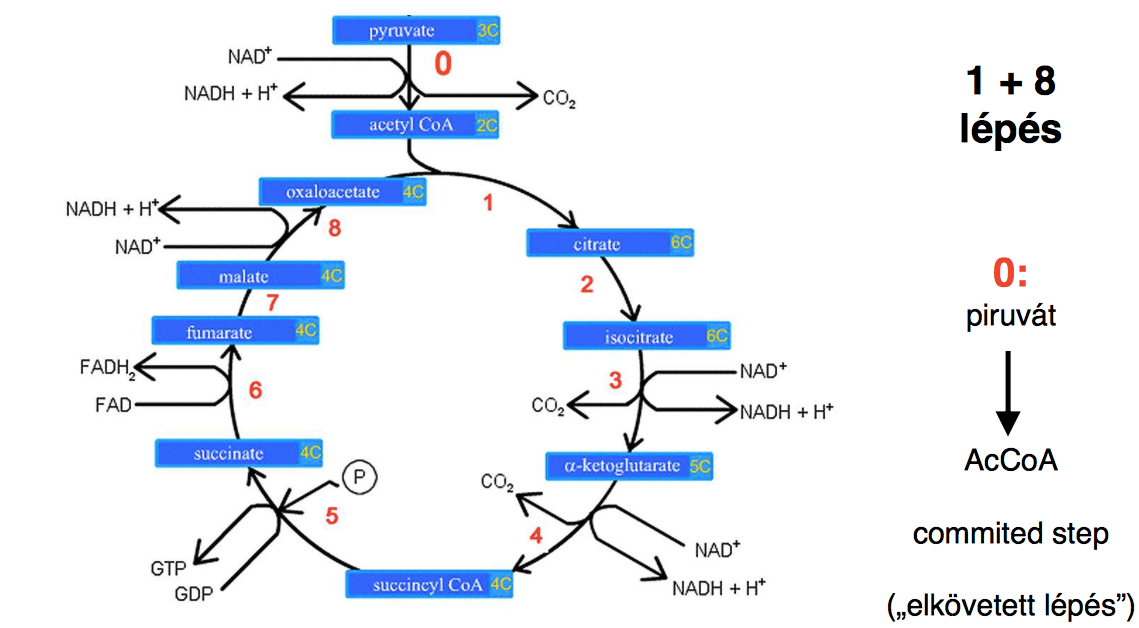 pyruvate 3C
NAD⁺
0
NADH + H⁺
CO₂
acetyl CoA 2C
1
oxaloacetate 4C
NADH + H⁺
8
NAD⁺
citrate 6C
2
malate 4C
7
fumarate 4C
isocitrate 6C
FADH₂
6
FAD
3
NAD⁺
CO₂
NADH + H⁺
succinate 4C
α-ketoglutarate 5C
P
CO₂
5
4
NAD⁺
GTP
GDP
succincyl CoA 4C
NADH + H⁺
1 + 8
lépés
0:
piruvát
AcCoA
commited step
(„elkövetett lépés”)